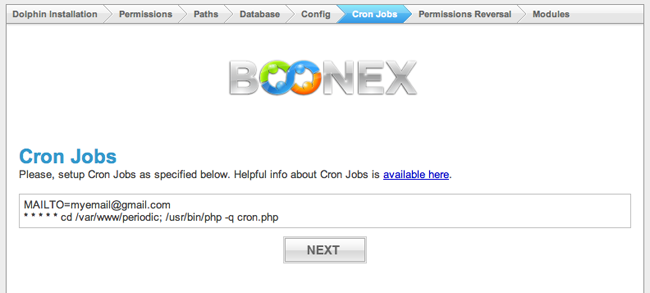 Dolphin Installation Permissions Paths Database Config Cron Jobs Permissions Reversal Modules
BOONEX
Cron Jobs
Please, setup Cron Jobs as specified below. Helpful info about Cron Jobs is available here.
MAILTO=myemail@gmail.com
* * * * * cd /var/www/periodic; /usr/bin/php -q cron.php
NEXT